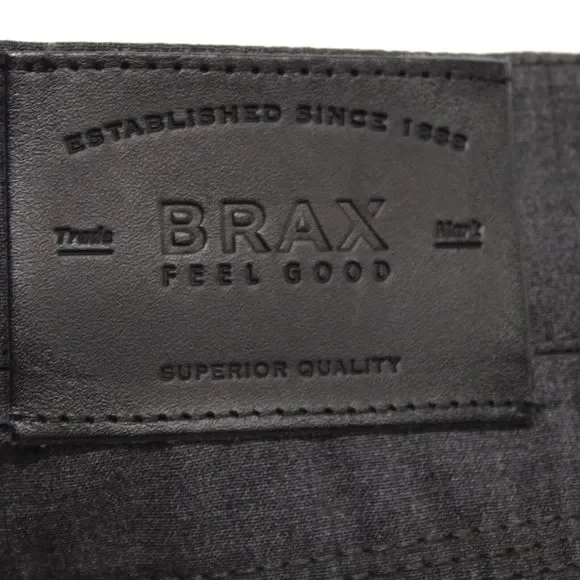 ESTABLISHED SINCE 1888
Trade BRAX Mark
FEEL GOOD
SUPERIOR QUALITY